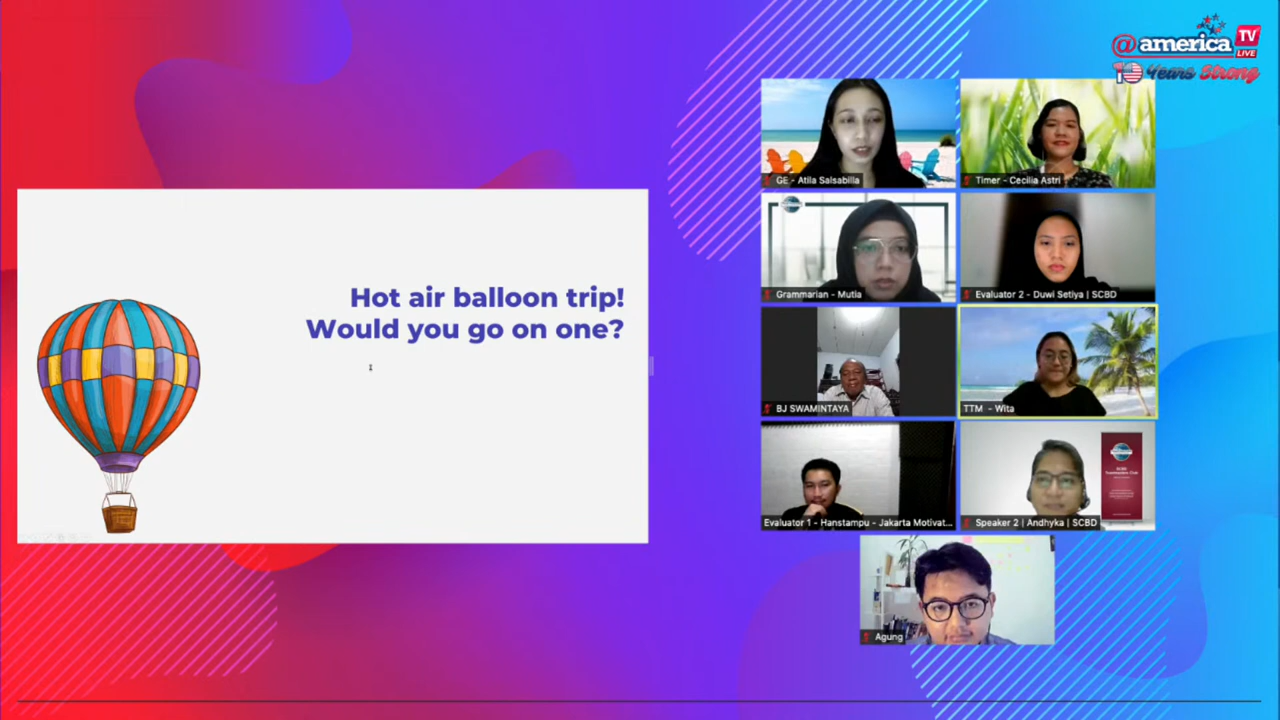 @america TV
LIVE
10 Years Strong
Hot air balloon trip!
Would you go on one?
GE - Atila Salsabilla
Timer - Cecilia Astri
Grammarian - Mutia
Evaluator 2 - Duwi Setiya | SCBD
BJ SWAMINTAYA
TTM - Wita
Evaluator 1 - Hanstampu - Jakarta Motivat...
Speaker 2 | Andhyka | SCBD
Agung